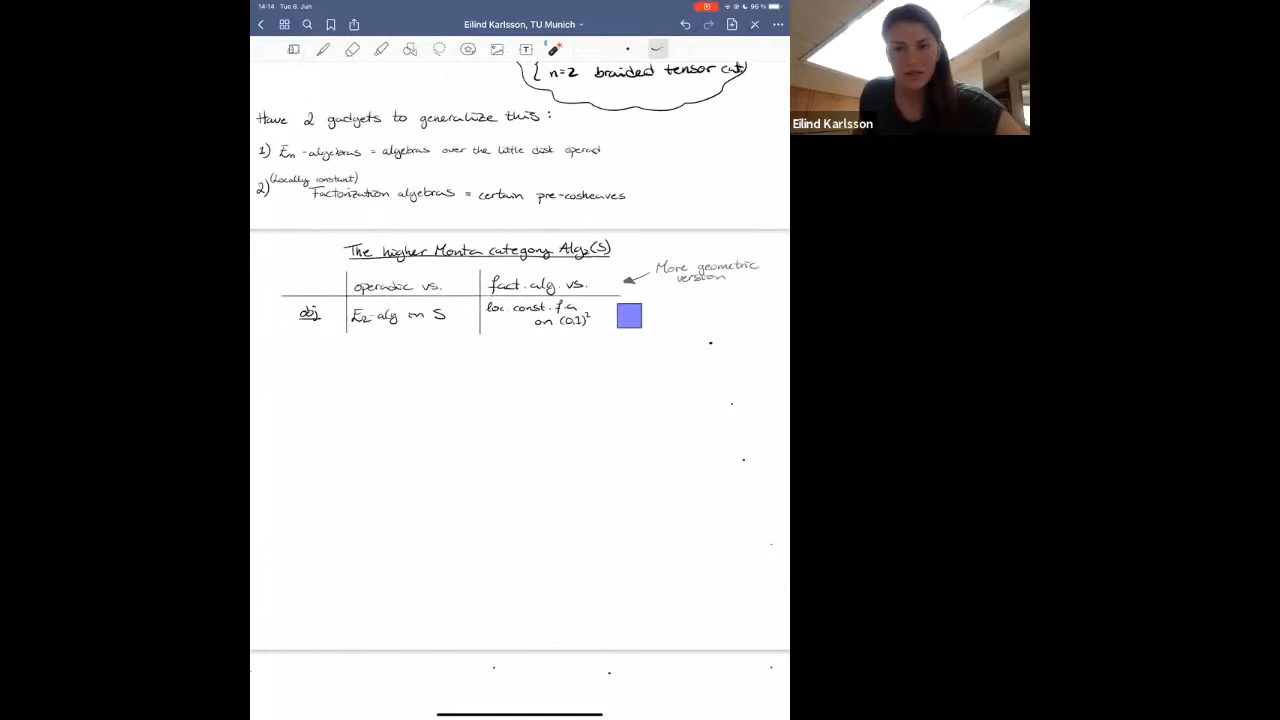 14:14 Tue 8. Jun
96 %
Eilind Karlsson, TU Munich
n=2 braided tensor cat
Have 2 gadgets to generalize this:
1) En-algebras = algebras over the little disk operad
(locally constant)
2) Factorization algebras = certain pre-cosheaves
The higher Morita category Alg₂(S)
More geometric
version
operadic vs. fact. alg. vs.
obj E₂-alg in S loc. const. f.a
on (0,1)²
Eilind Karlsson